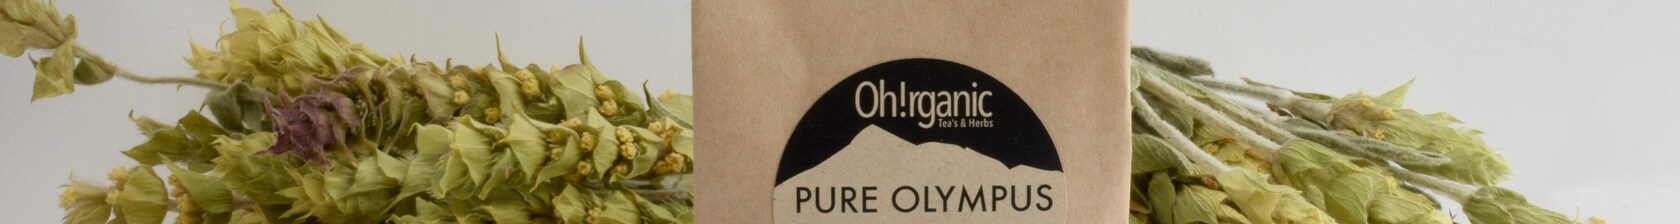 Oh!rganic
Tea's & Herbs
PURE OLYMPUS